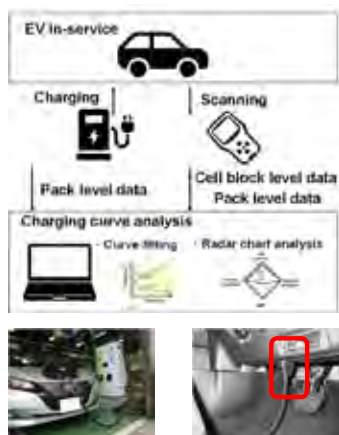 EV in-service
Charging
Scanning
Pack level data
Cell block level data
Pack level data
Charging curve analysis
· Curve fitting
· Radar chart analysis